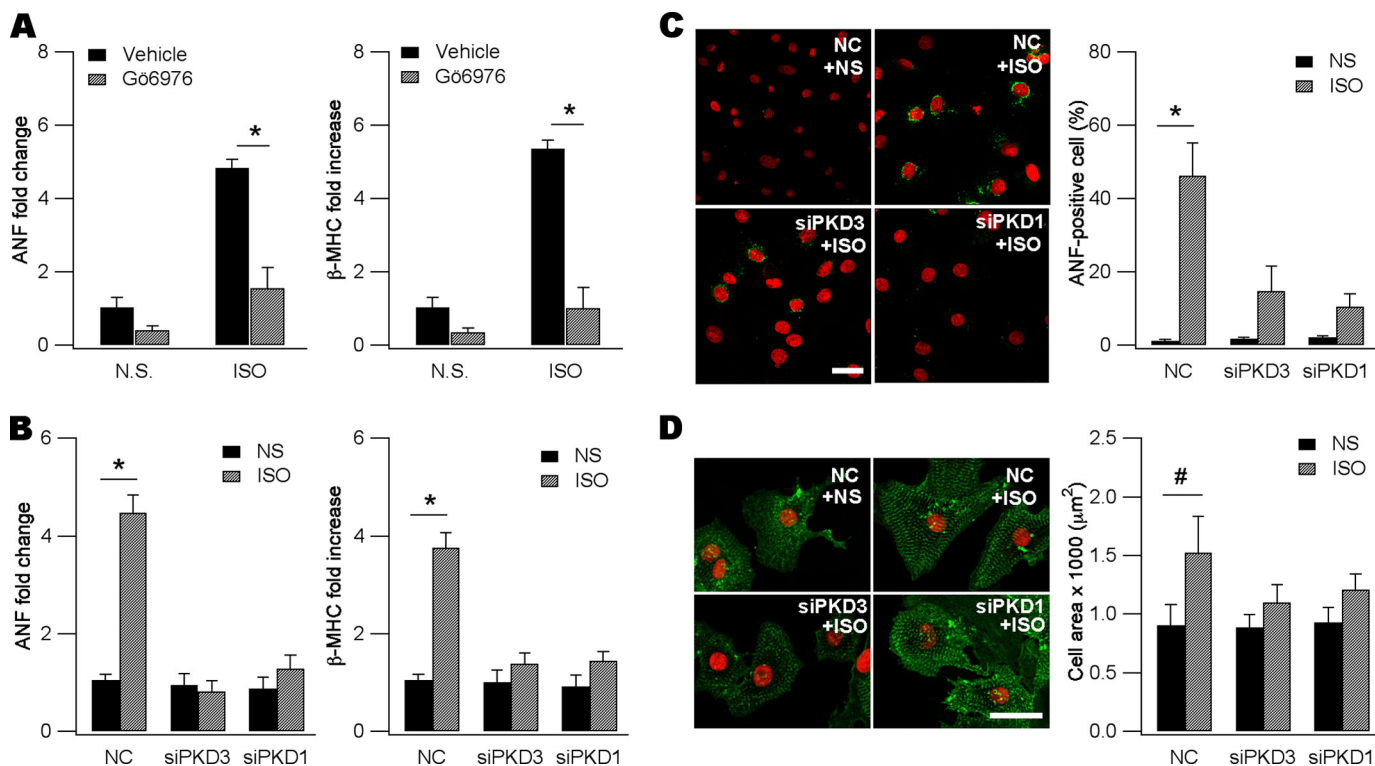 A
8
6
4
2
0
ANF fold change
Vehicle
Gö6976
*
N.S.
ISO
8
6
4
2
0
β-MHC fold increase
Vehicle
Gö6976
*
N.S.
ISO
B
6
4
2
0
ANF fold change
NS
ISO
*
NC
siPKD3
siPKD1
6
4
2
0
β-MHC fold increase
NS
ISO
*
NC
siPKD3
siPKD1
C
NC
+NS
NC
+ISO
siPKD3
+ISO
siPKD1
+ISO
80
60
40
20
0
ANF-positive cell (%)
NS
ISO
*
NC
siPKD3
siPKD1
D
NC
+NS
NC
+ISO
siPKD3
+ISO
siPKD1
+ISO
2.5
2.0
1.5
1.0
0.5
0.0
Cell area x 1000 (μm²)
NS
ISO
#
NC
siPKD3
siPKD1